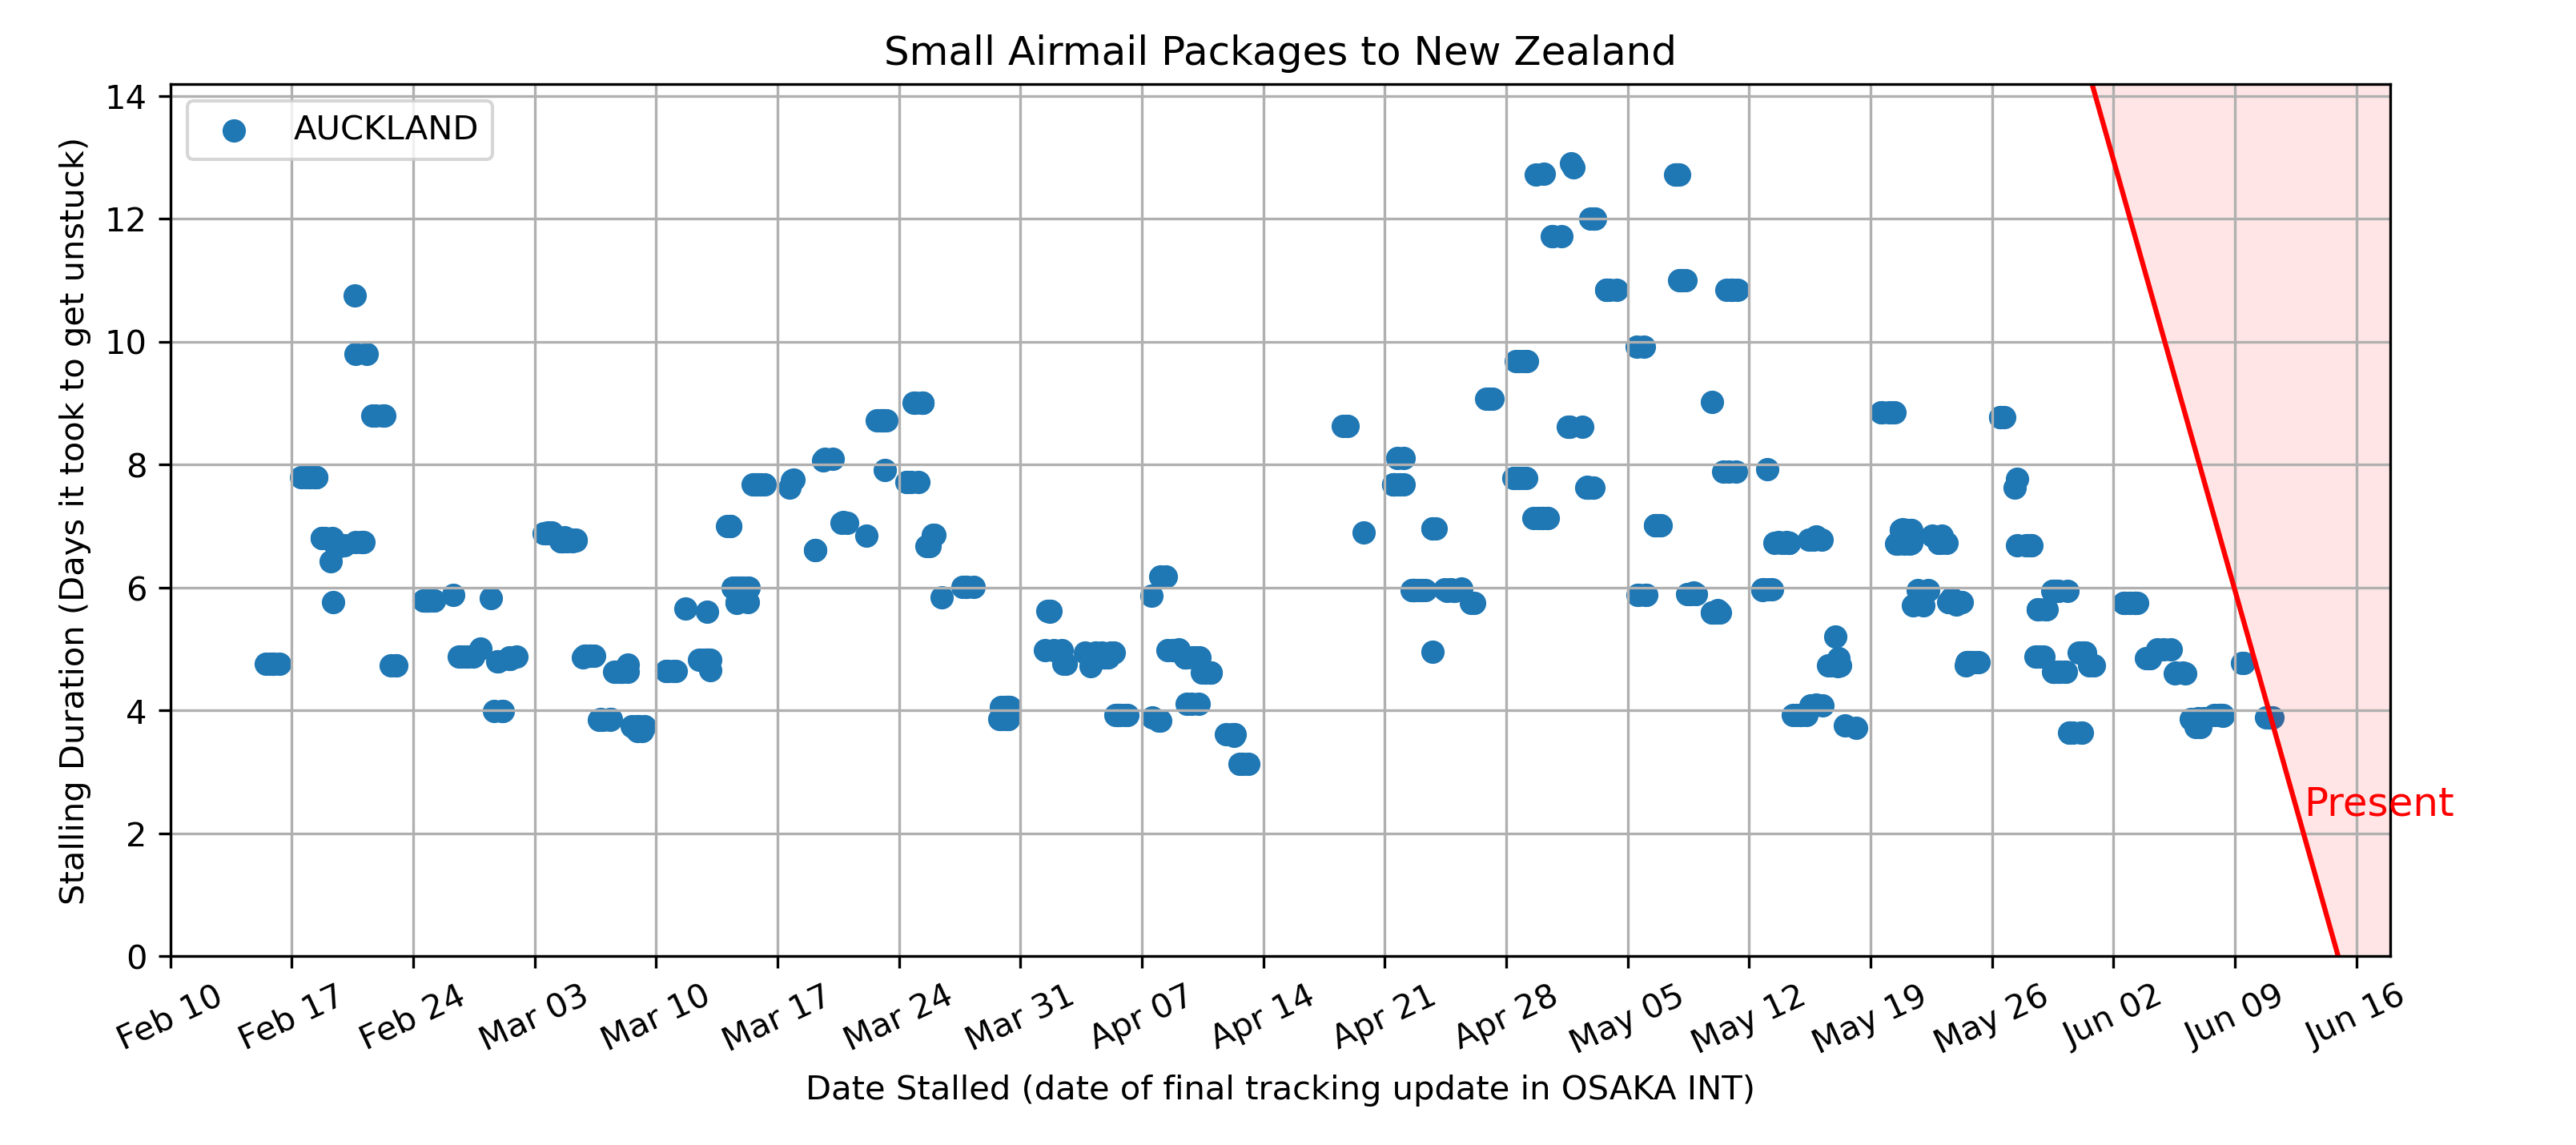 Small Airmail Packages to New Zealand
AUCKLAND
Stalling Duration (Days it took to get unstuck)
14
12
10
8
6
4
2
0
Present
Feb 10
Feb 17
Feb 24
Mar 03
Mar 10
Mar 17
Mar 24
Mar 31
Apr 07
Apr 14
Apr 21
Apr 28
May 05
May 12
May 19
May 26
Jun 02
Jun 09
Jun 16
Date Stalled (date of final tracking update in OSAKA INT)